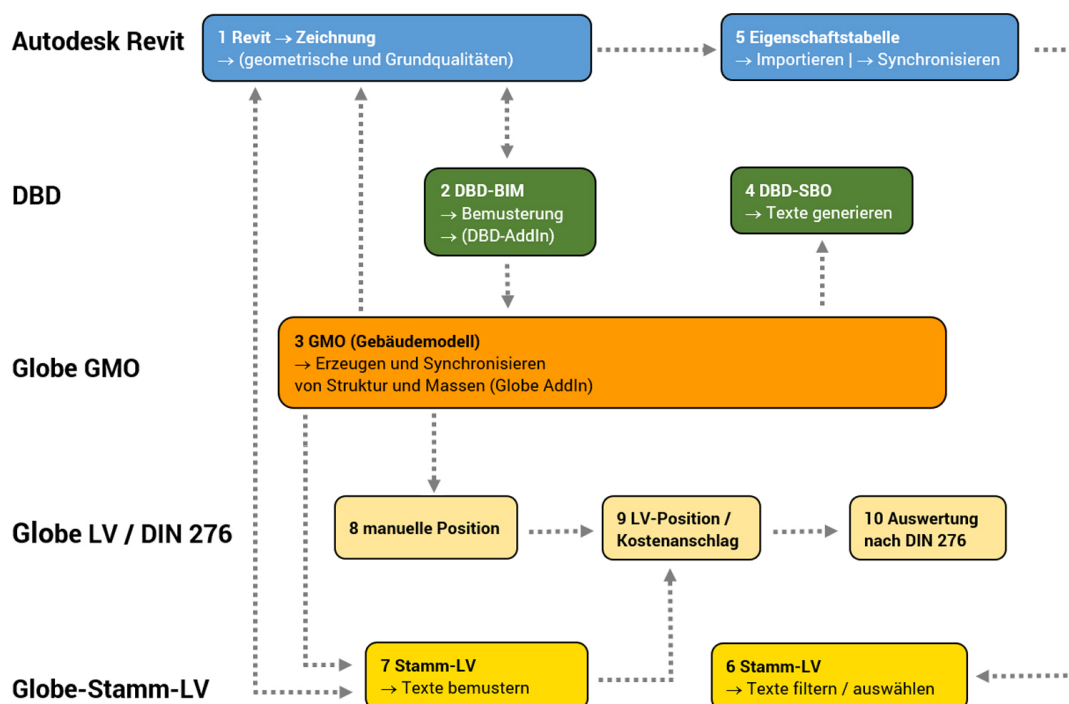 Autodesk Revit
1 Revit → Zeichnung
→ (geometrische und Grundqualitäten)
5 Eigenschaftstabelle
→ Importieren | → Synchronisieren
DBD
2 DBD-BIM
→ Bemusterung
→ (DBD-AddIn)
4 DBD-SBO
→ Texte generieren
Globe GMO
3 GMO (Gebäudemodell)
→ Erzeugen und Synchronisieren
von Struktur und Massen (Globe AddIn)
Globe LV / DIN 276
8 manuelle Position
9 LV-Position /
Kostenanschlag
10 Auswertung
nach DIN 276
Globe-Stamm-LV
7 Stamm-LV
→ Texte bemustern
6 Stamm-LV
→ Texte filtern / auswählen